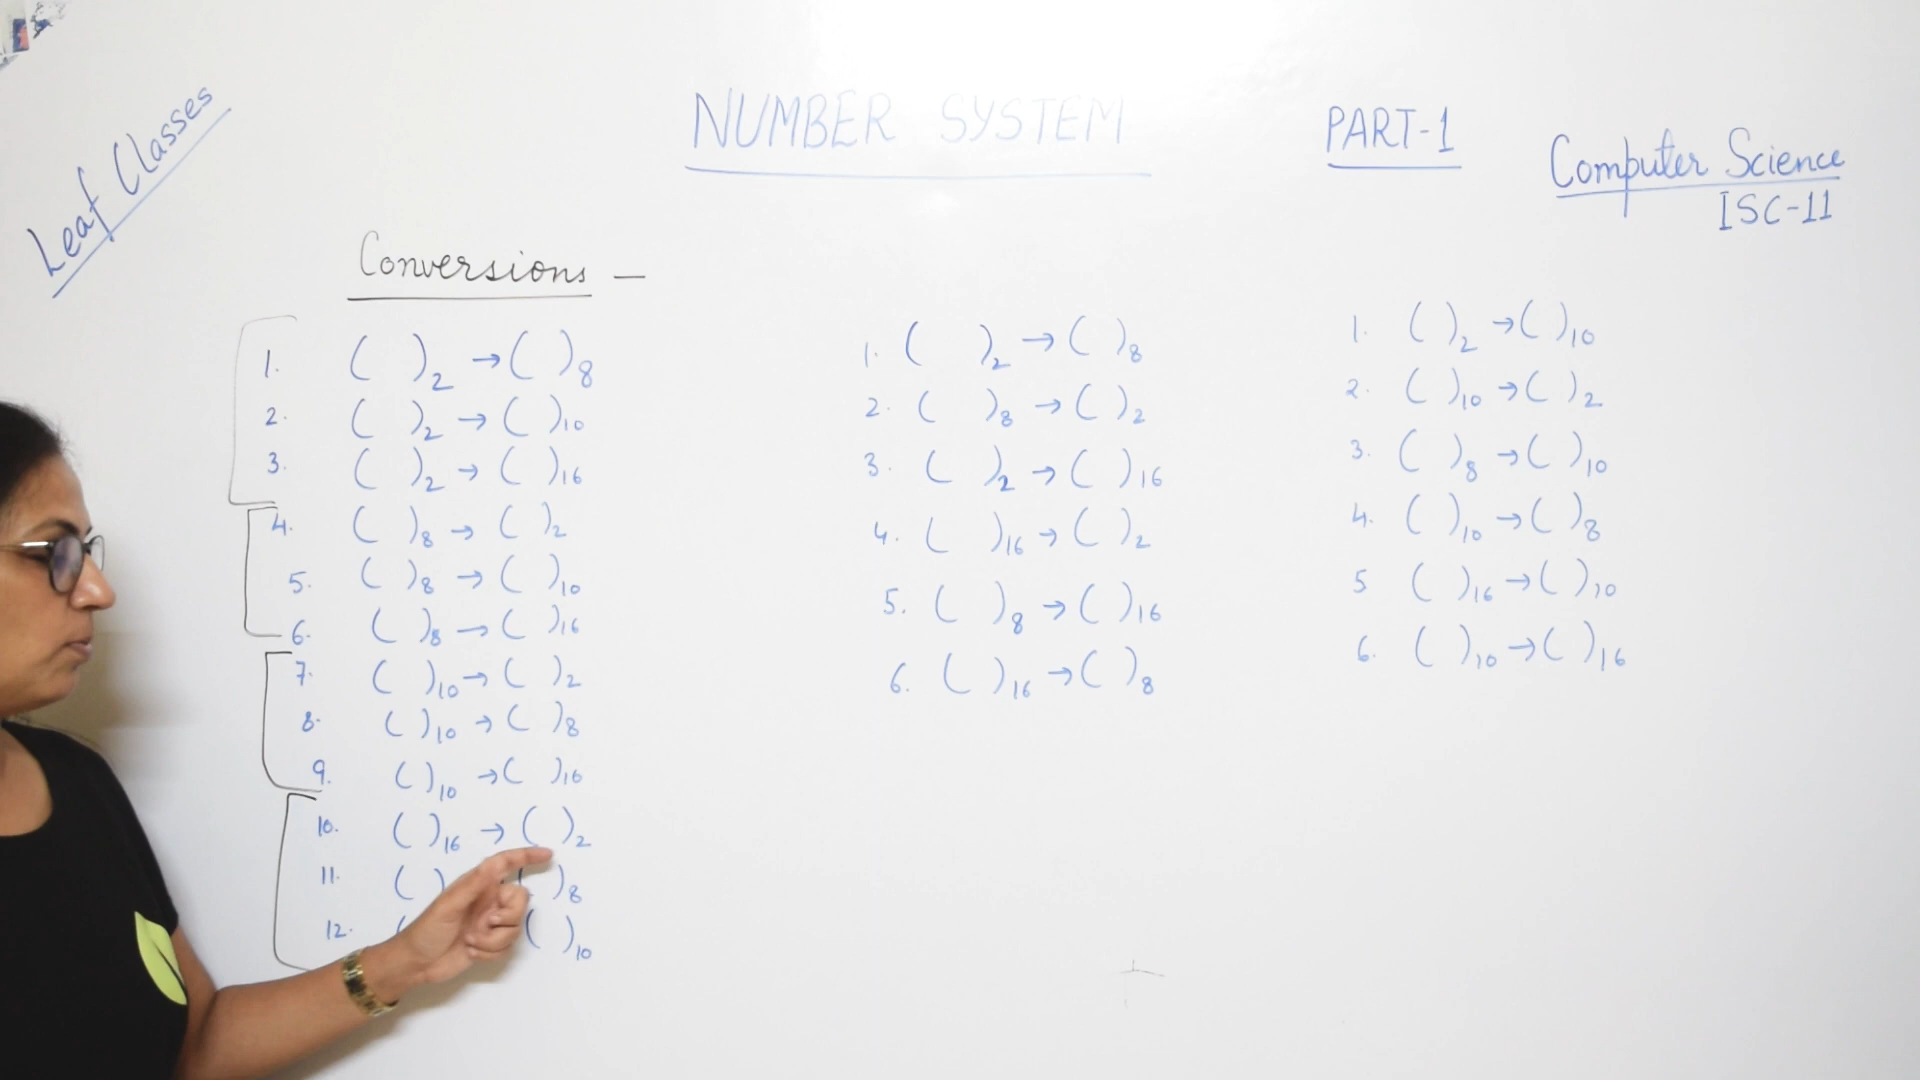 Leaf Classes
NUMBER SYSTEM
PART-1
Computer Science
ISC-11
Conversions —
1. ( )2 → ( )8
2. ( )2 → ( )10
3. ( )2 → ( )16
4. ( )8 → ( )2
5. ( )8 → ( )10
6. ( )8 → ( )16
7. ( )10 → ( )2
8. ( )10 → ( )8
9. ( )10 → ( )16
10. ( )16 → ( )2
11. ( ) ( )8
12. ( ( )10
1. ( )2 → ( )8
2. ( )8 → ( )2
3. ( )2 → ( )16
4. ( )16 → ( )2
5. ( )8 → ( )16
6. ( )16 → ( )8
1. ( )2 → ( )10
2. ( )10 → ( )2
3. ( )8 → ( )10
4. ( )10 → ( )8
5 ( )16 → ( )10
6. ( )10 → ( )16